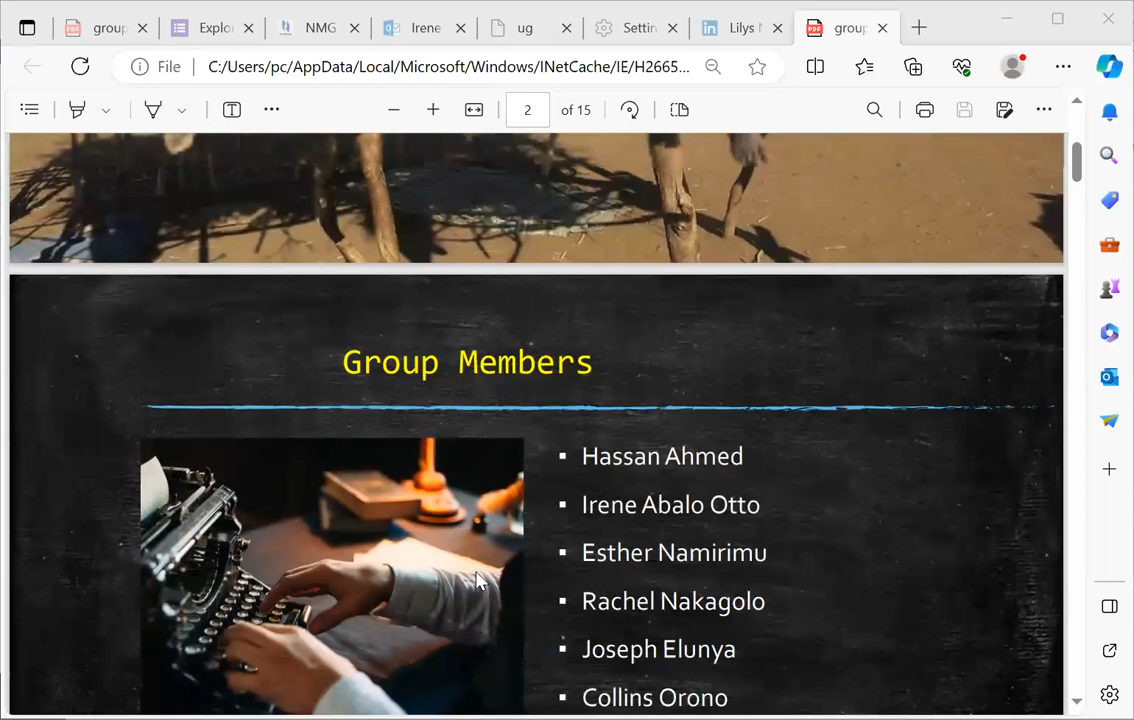 group
Explo
NMG
Irene
ug
Settin
Lilys
group
File
C:/Users/pc/AppData/Local/Microsoft/Windows/INetCache/IE/H2665...
2 of 15
Group Members
Hassan Ahmed
Irene Abalo Otto
Esther Namirimu
Rachel Nakagolo
Joseph Elunya
Collins Orono